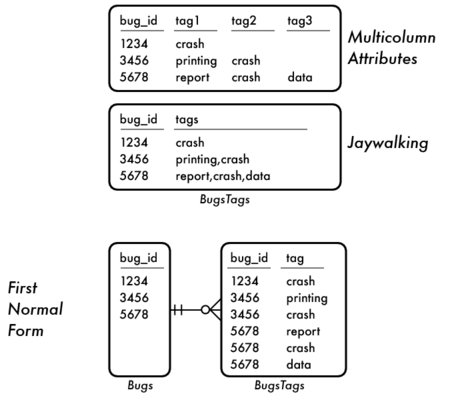 bug_id tag1 tag2 tag3
1234 crash
3456 printing crash
5678 report crash data
Multicolumn
Attributes
bug_id tags
1234 crash
3456 printing,crash
5678 report,crash,data
BugsTags
Jaywalking
First
Normal
Form
bug_id
1234
3456
5678
Bugs
bug_id tag
1234 crash
3456 printing
3456 crash
5678 report
5678 crash
5678 data
BugsTags